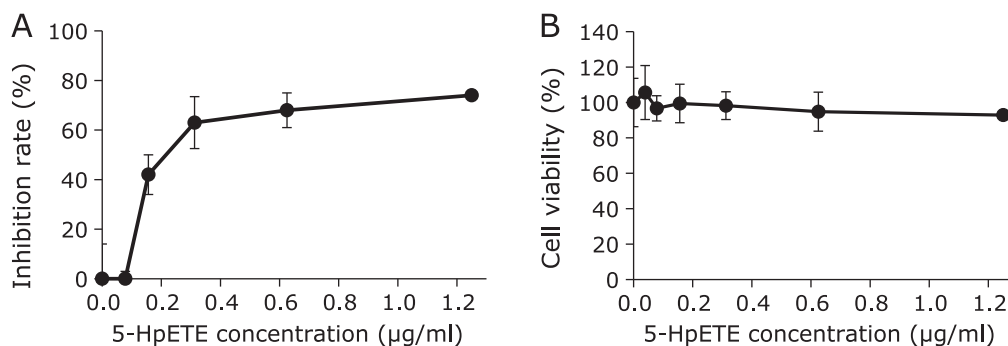 A
Inhibition rate (%)
100
80
60
40
20
0
0.0 0.2 0.4 0.6 0.8 1.0 1.2
5-HpETE concentration (µg/ml)
B
Cell viability (%)
140
120
100
80
60
40
20
0
0.0 0.2 0.4 0.6 0.8 1.0 1.2
5-HpETE concentration (µg/ml)